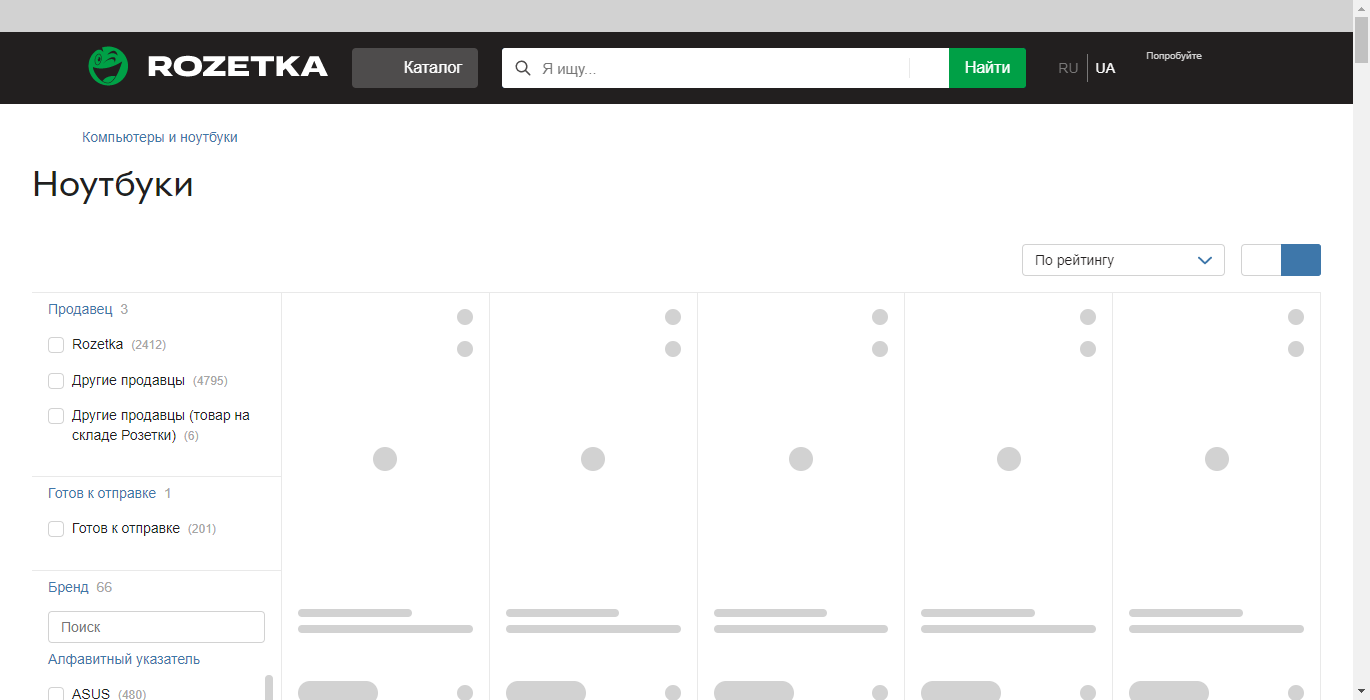 ROZETKA
Каталог
Я ищу...
Найти
RU
UA
Попробуйте
Компьютеры и ноутбуки
Ноутбуки
По рейтингу
Продавец 3
Rozetka (2412)
Другие продавцы (4795)
Другие продавцы (товар на
складе Розетки) (6)
Готов к отправке 1
Готов к отправке (201)
Бренд 66
Поиск
Алфавитный указатель
ASUS (480)